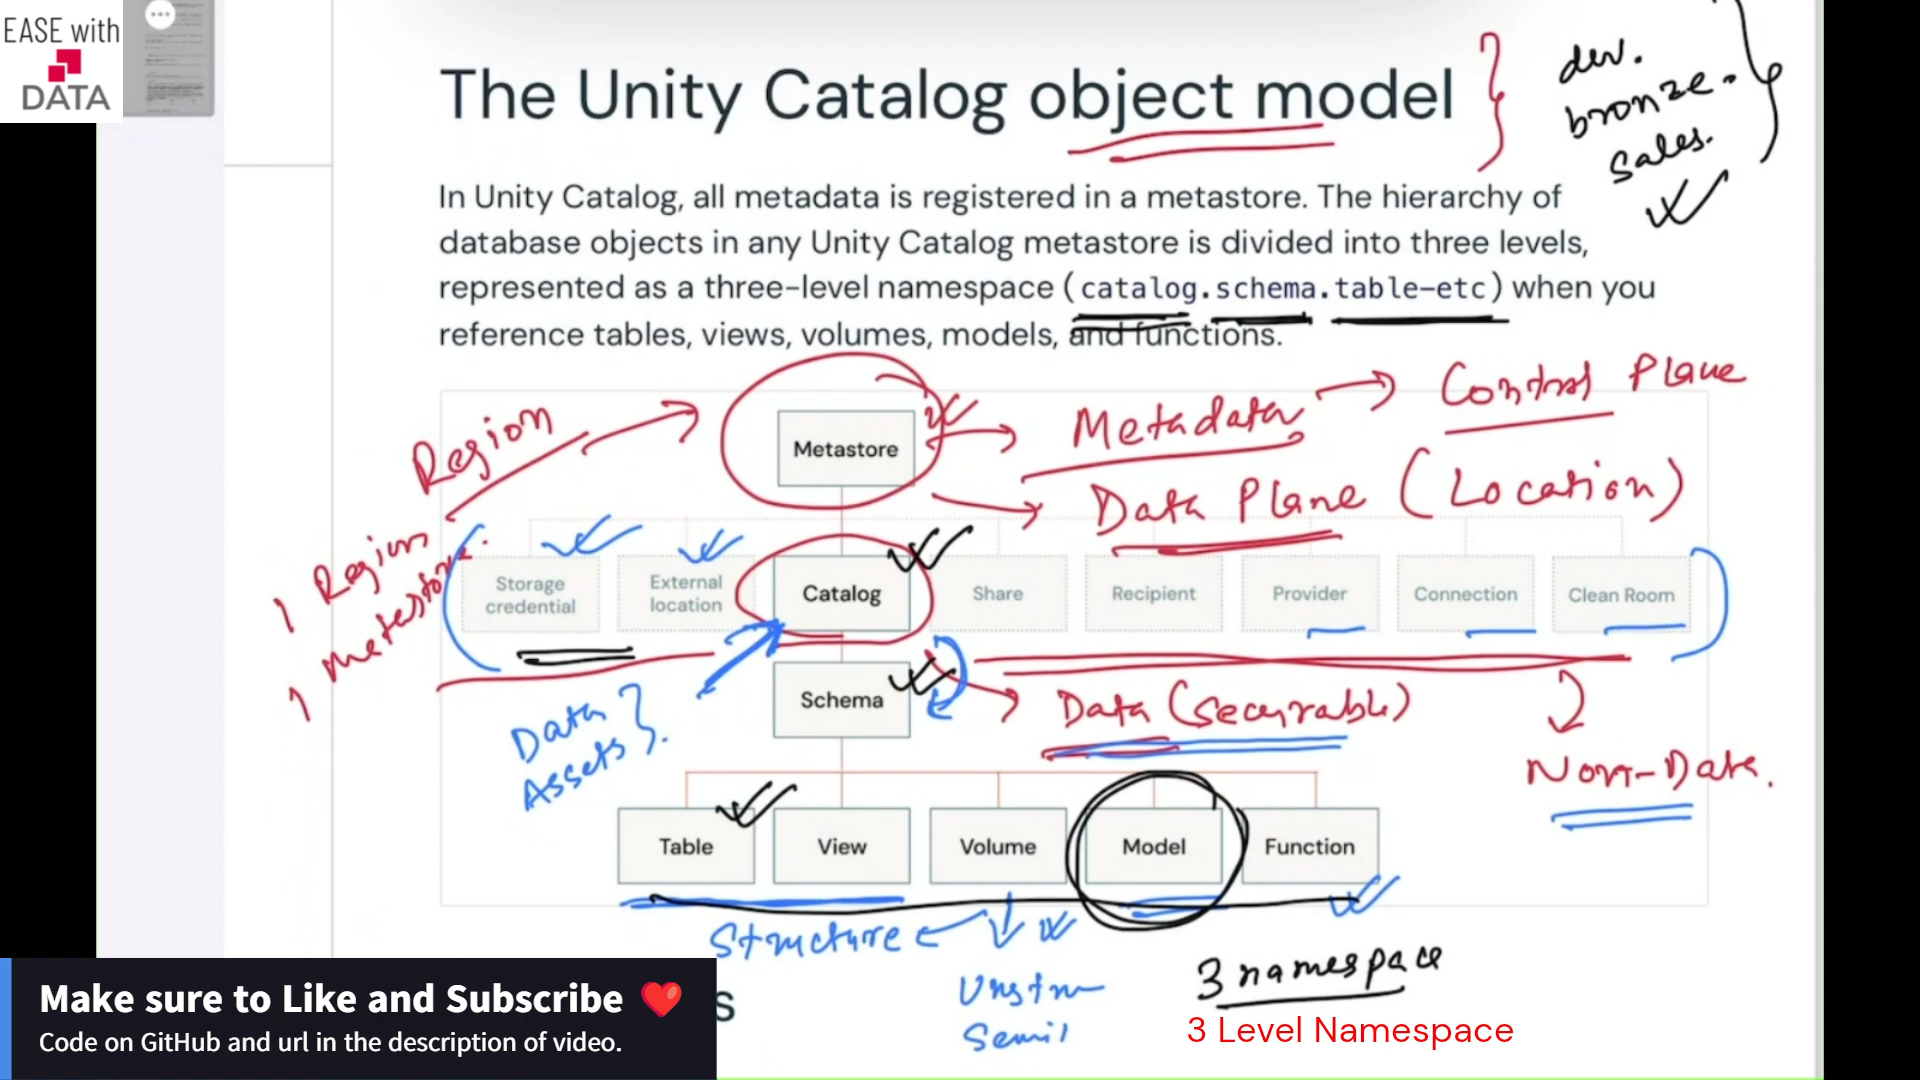 EASE with
DATA
The Unity Catalog object model
dev.
bronze.
sales.
In Unity Catalog, all metadata is registered in a metastore. The hierarchy of
database objects in any Unity Catalog metastore is divided into three levels,
represented as a three-level namespace (catalog.schema.table-etc) when you
reference tables, views, volumes, models, and functions.
Region
Metastore
Metadata
Control Plane
Data Plane (Location)
1 Region
1 metastore.
Storage
credential
External
location
Catalog
Share
Recipient
Provider
Connection
Clean Room
Schema
Data (securable)
Data
Assets
Non-Data.
Table
View
Volume
Model
Function
Structure
Unstru
Semi
3 namespace
3 Level Namespace
Make sure to Like and Subscribe ❤️
Code on GitHub and url in the description of video.
s